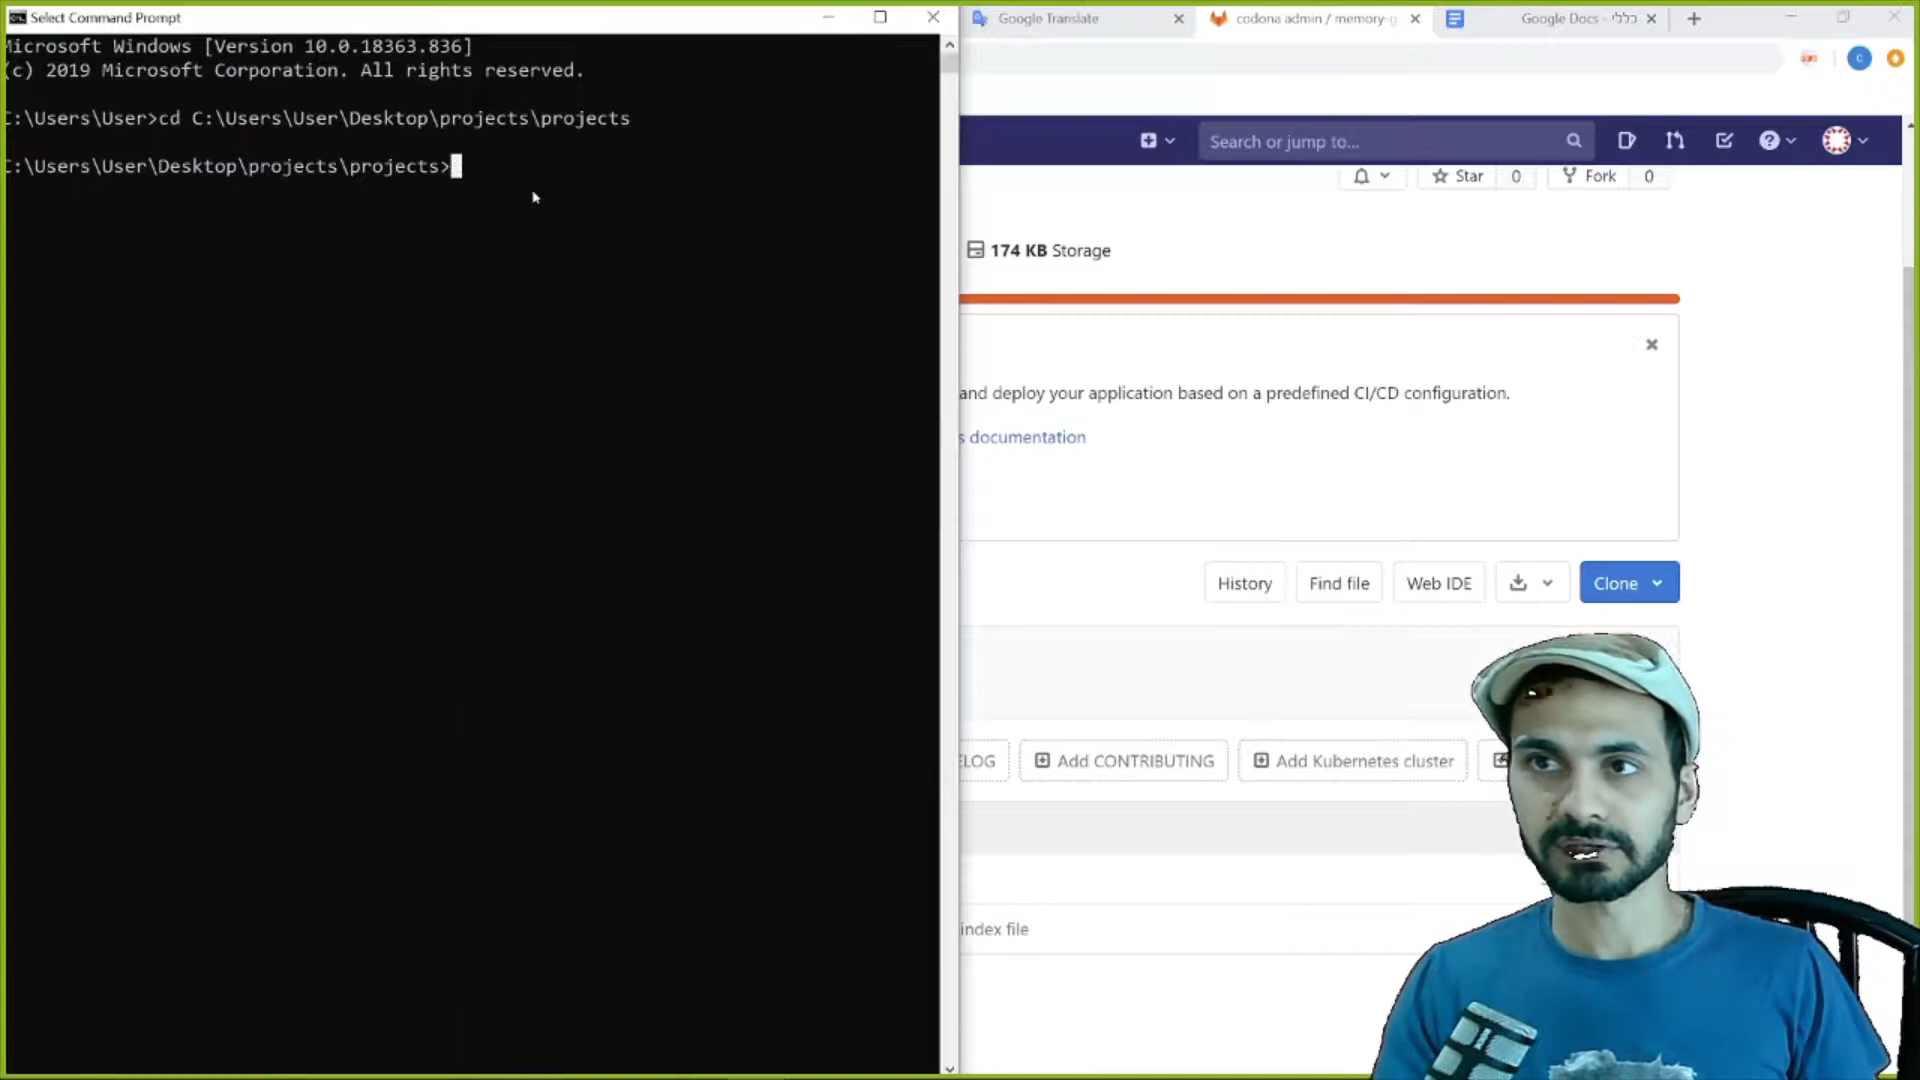 Select Command Prompt
Microsoft Windows [Version 10.0.18363.836]
(c) 2019 Microsoft Corporation. All rights reserved.
C:\Users\User>cd C:\Users\User\Desktop\projects\projects
C:\Users\User\Desktop\projects\projects>
Google Translate
codona admin / memory-g
Google Docs - כללי
Search or jump to...
Star 0
Fork 0
174 KB Storage
and deploy your application based on a predefined CI/CD configuration.
s documentation
History
Find file
Web IDE
Clone
ELOG
Add CONTRIBUTING
Add Kubernetes cluster
index file